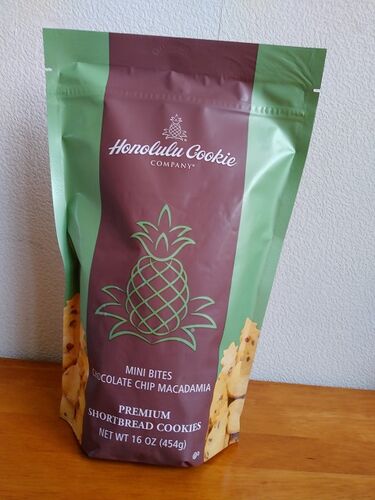 Honolulu Cookie
COMPANY®
MINI BITES
CHOCOLATE CHIP MACADAMIA
PREMIUM
SHORTBREAD COOKIES
NET WT 16 OZ (454g)